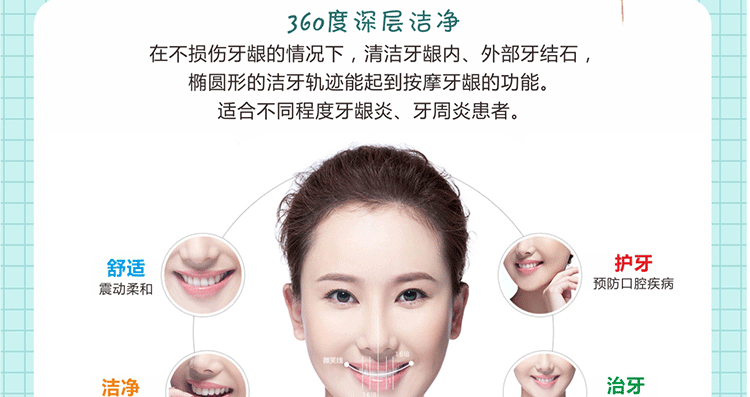 360度深层洁净
在不损伤牙龈的情况下，清洁牙龈内、外部牙结石，
椭圆形的洁牙轨迹能起到按摩牙龈的功能。
适合不同程度牙龈炎、牙周炎患者。
舒适
震动柔和
护牙
预防口腔疾病
微笑线
洁净
治牙